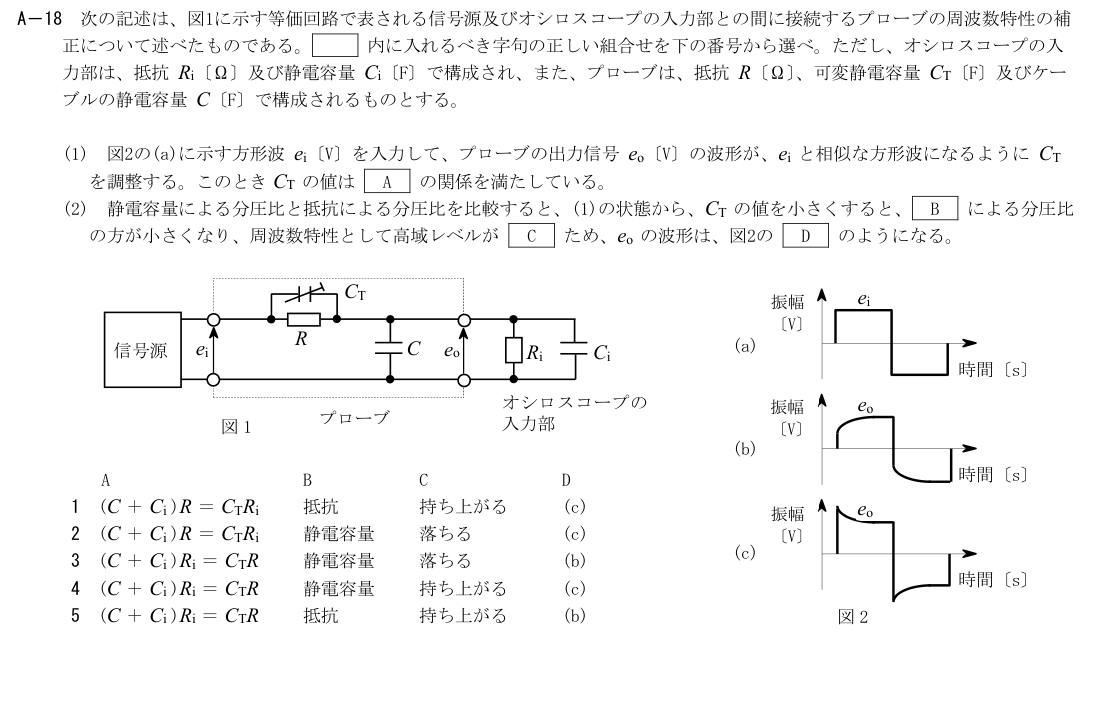 A－18 次の記述は、図1に示す等価回路で表される信号源及びオシロスコープの入力部との間に接続するプローブの周波数特性の補
正について述べたものである。 内に入れるべき字句の正しい組合せを下の番号から選べ。ただし、オシロスコープの入
力部は、抵抗 Ri〔Ω〕及び静電容量 Ci〔F〕で構成され、また、プローブは、抵抗 R〔Ω〕、可変静電容量 CT〔F〕及びケー
ブルの静電容量 C〔F〕で構成されるものとする。
(1) 図2の(a)に示す方形波 ei〔V〕を入力して、プローブの出力信号 eo〔V〕の波形が、ei と相似な方形波になるように CT
を調整する。このとき CT の値は A の関係を満たしている。
(2) 静電容量による分圧比と抵抗による分圧比を比較すると、(1)の状態から、CT の値を小さくすると、 B による分圧比
の方が小さくなり、周波数特性として高域レベルが C ため、eo の波形は、図2の D のようになる。
信号源
ei
CT
R
C
eo
Ri
Ci
プローブ
オシロスコープの
入力部
図1
振幅
〔V〕
ei
(a)
時間〔s〕
振幅
〔V〕
eo
(b)
時間〔s〕
振幅
〔V〕
eo
(c)
時間〔s〕
図2
A B C D
1 (C + Ci)R = CTRi 抵抗 持ち上がる (c)
2 (C + Ci)R = CTRi 静電容量 落ちる (c)
3 (C + Ci)Ri = CTR 静電容量 落ちる (b)
4 (C + Ci)Ri = CTR 静電容量 持ち上がる (c)
5 (C + Ci)Ri = CTR 抵抗 持ち上がる (b)